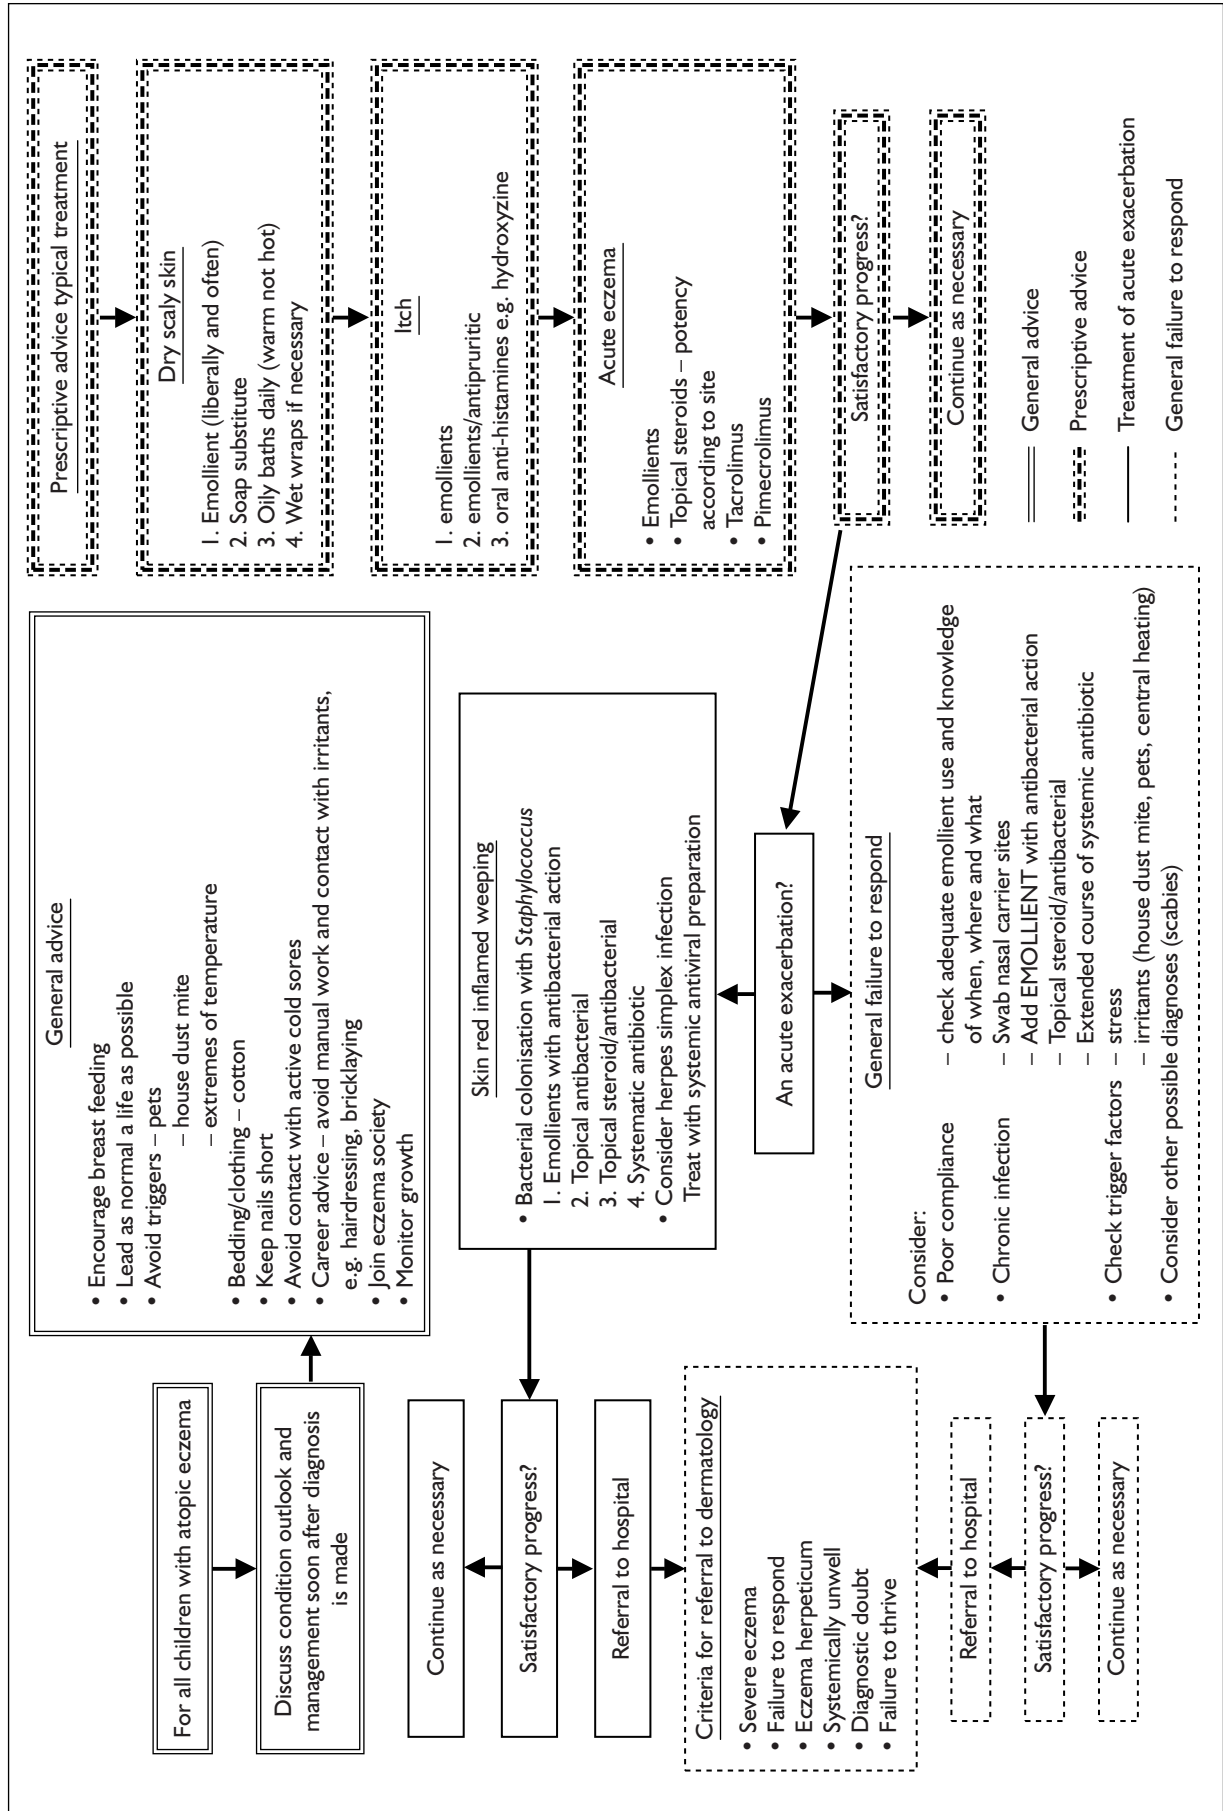 For all children with atopic eczema
Discuss condition outlook and
management soon after diagnosis
is made
General advice
• Encourage breast feeding
• Lead as normal a life as possible
• Avoid triggers – pets
– house dust mite
– extremes of temperature
• Bedding/clothing – cotton
• Keep nails short
• Avoid contact with active cold sores
• Career advice – avoid manual work and contact with irritants,
e.g. hairdressing, bricklaying
• Join eczema society
• Monitor growth
Prescriptive advice typical treatment
Dry scaly skin
1. Emollient (liberally and often)
2. Soap substitute
3. Oily baths daily (warm not hot)
4. Wet wraps if necessary
Itch
1. emollients
2. emollients/antipruritic
3. oral anti-histamines e.g. hydroxyzine
Acute eczema
• Emollients
• Topical steroids – potency
according to site
• Tacrolimus
• Pimecrolimus
Satisfactory progress?
Continue as necessary
Skin red inflamed weeping
• Bacterial colonisation with Staphylococcus
1. Emollients with antibacterial action
2. Topical antibacterial
3. Topical steroid/antibacterial
4. Systematic antibiotic
• Consider herpes simplex infection
Treat with systemic antiviral preparation
An acute exacerbation?
Continue as necessary
Satisfactory progress?
Referral to hospital
Criteria for referral to dermatology
• Severe eczema
• Failure to respond
• Eczema herpeticum
• Systemically unwell
• Diagnostic doubt
• Failure to thrive
General failure to respond
Consider:
• Poor compliance – check adequate emollient use and knowledge
of when, where and what
• Chronic infection – Swab nasal carrier sites
– Add EMOLLIENT with antibacterial action
– Topical steroid/antibacterial
– Extended course of systemic antibiotic
• Check trigger factors – stress
– irritants (house dust mite, pets, central heating)
• Consider other possible diagnoses (scabies)
Referral to hospital
Satisfactory progress?
Continue as necessary
General advice
Prescriptive advice
Treatment of acute exacerbation
General failure to respond